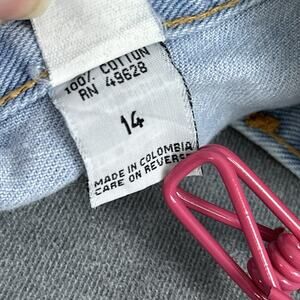 100% COTTON
RN 49628
14
MADE IN COLOMBIA
CARE ON REVERSE